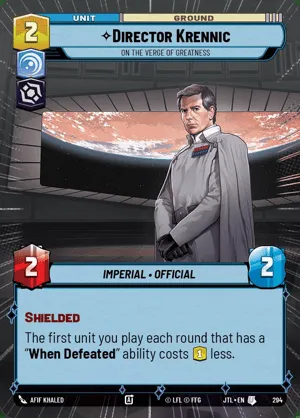 UNIT GROUND
2 ✧DIRECTOR KRENNIC
ON THE VERGE OF GREATNESS
2 IMPERIAL • OFFICIAL 2
SHIELDED
The first unit you play each round that has a
"When Defeated" ability costs 1 less.
AFIF KHALED © LFL © FFG JTL • EN 294